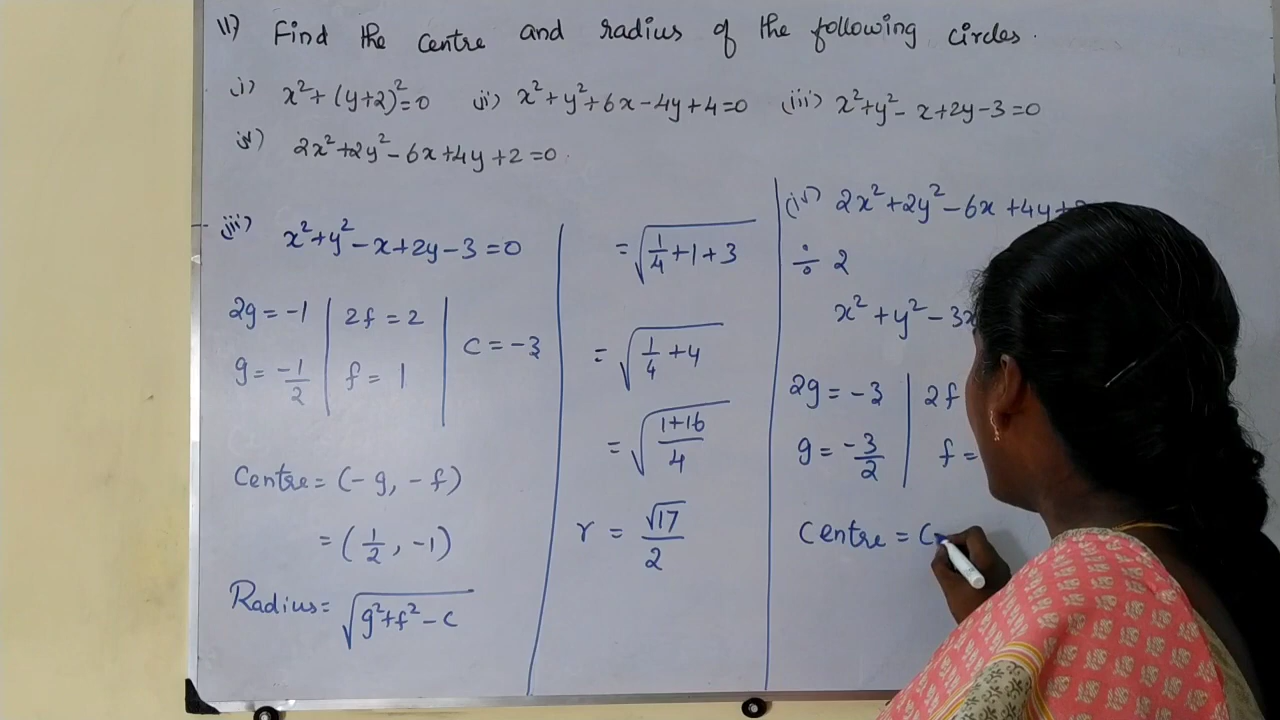 11) Find the centre and radius of the following circles.
i) x²+(y+2)²=0 ii) x²+y²+6x-4y+4=0 (iii) x²+y²-x+2y-3=0
iv) 2x²+2y²-6x+4y+2=0.
iii) x²+y²-x+2y-3=0
2g=-1 | 2f=2 | c=-3
g=-1/2 | f=1
Centre=(-g,-f)
=(1/2,-1)
Radius=√(g²+f²-c)
=√(1/4+1+3)
=√(1/4+4)
=√((1+16)/4)
r=√17/2
(iv) 2x²+2y²-6x+4y+
÷2
x²+y²-3x
2g=-3 | 2f
g=-3/2 | f=
Centre=(-